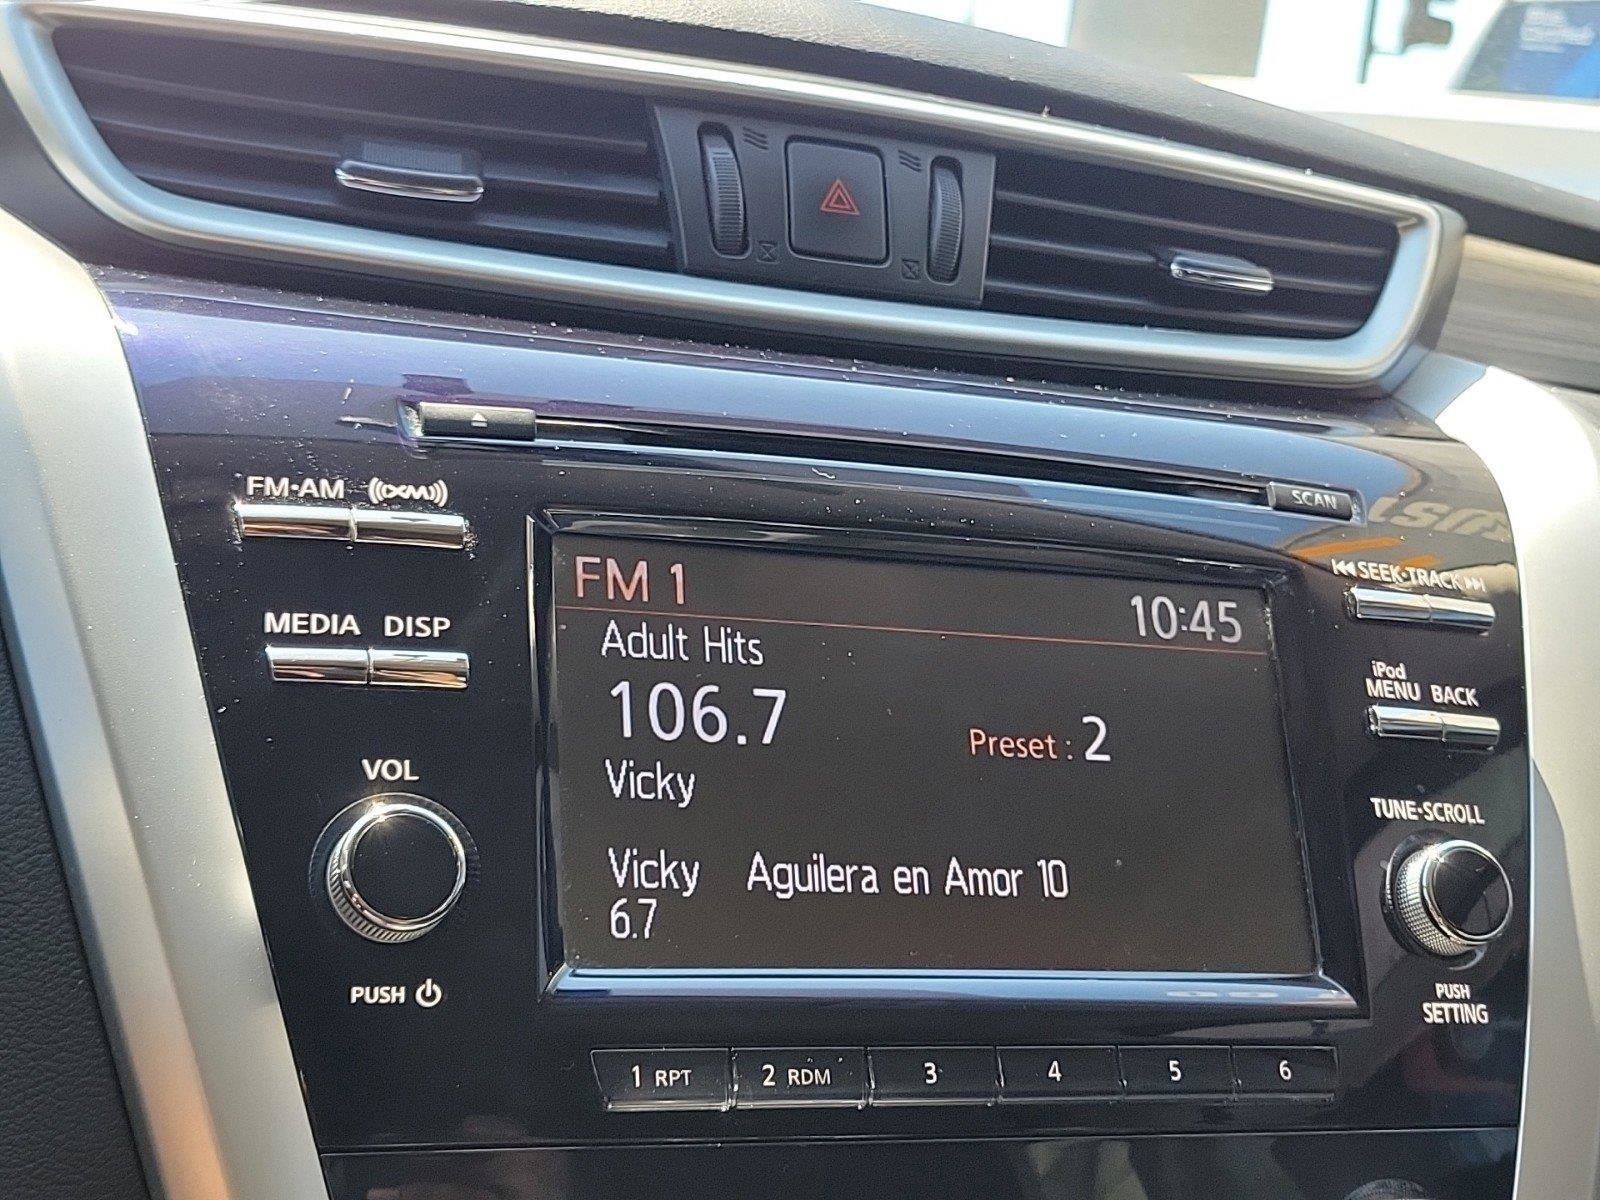 FM·AM ((XM))
SCAN
SEEK·TRACK
FM 1
10:45
Adult Hits
MEDIA DISP
106.7
Preset : 2
iPod
MENU BACK
Vicky
VOL
TUNE·SCROLL
Vicky Aguilera en Amor 10
6.7
PUSH
PUSH
SETTING
1 RPT 2 RDM 3 4 5 6